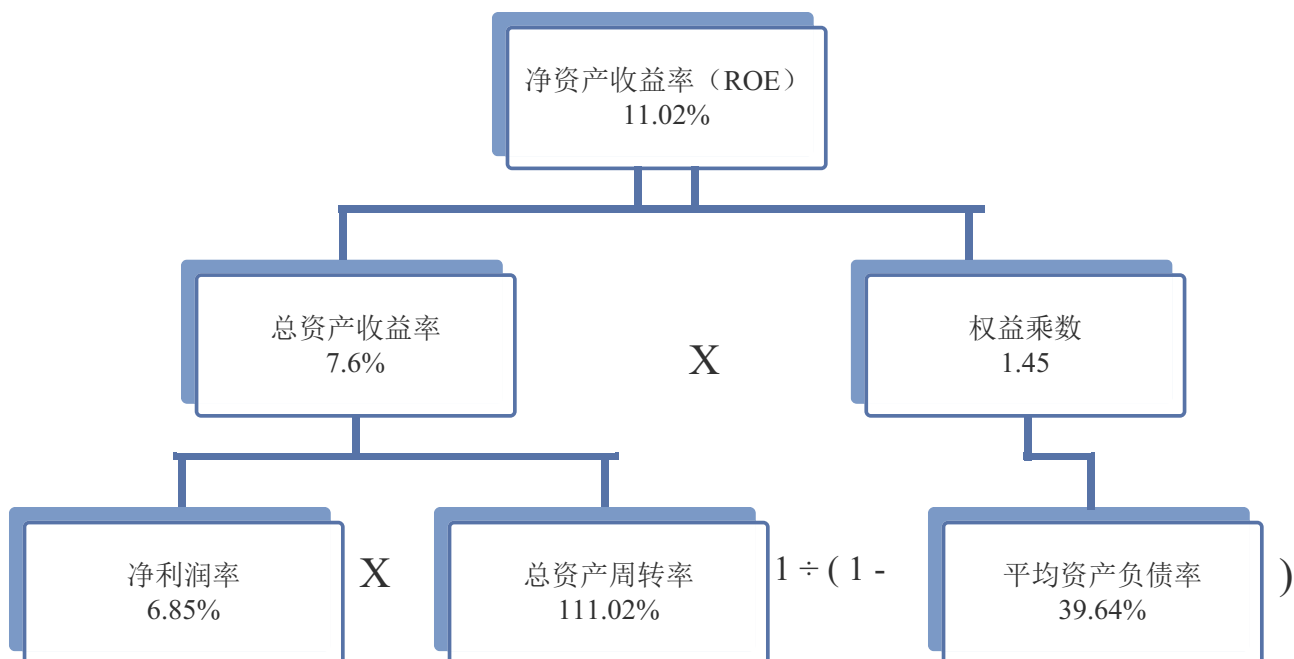 净资产收益率（ROE）
11.02%
总资产收益率
7.6%
X
权益乘数
1.45
净利润率
6.85%
X
总资产周转率
111.02%
1 ÷ ( 1 -
平均资产负债率
39.64%
)